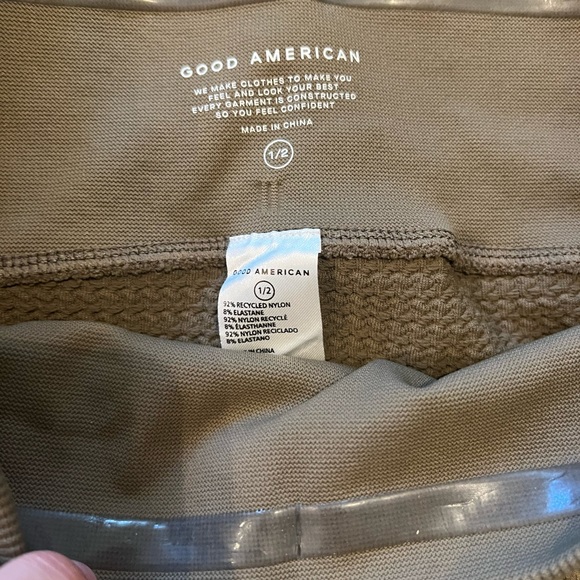 GOOD AMERICAN
WE MAKE CLOTHES TO MAKE YOU
FEEL AND LOOK YOUR BEST
EVERY GARMENT IS CONSTRUCTED
SO YOU FEEL CONFIDENT
MADE IN CHINA
1/2
GOOD AMERICAN
1/2
92% RECYCLED NYLON
8% ELASTANE
92% NYLON RECYCLÉ
8% ÉLASTHANNE
92% NYLON RECICLADO
8% ELASTANO
IN CHINA